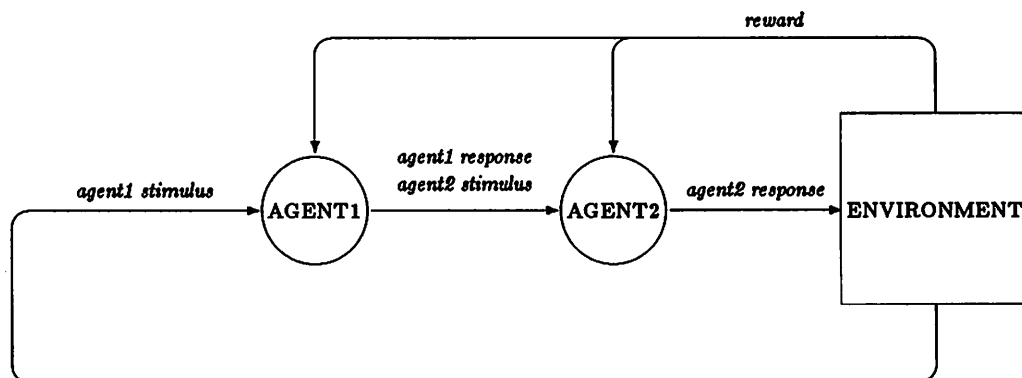 reward
agent1 response
agent1 stimulus
agent2 stimulus
agent2 response
AGENT1
AGENT2
ENVIRONMENT